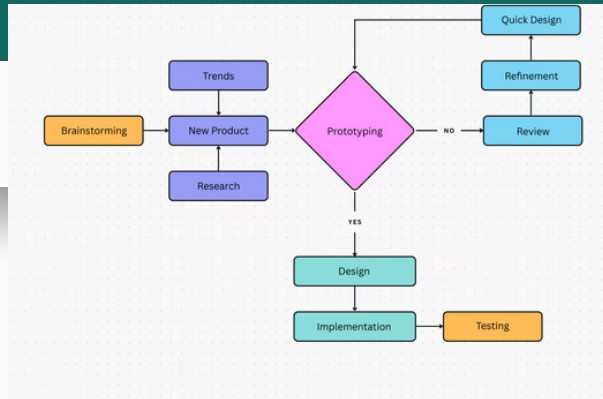 Quick Design
Trends
Refinement
Brainstorming
New Product
Prototyping
NO
Review
Research
YES
Design
Implementation
Testing